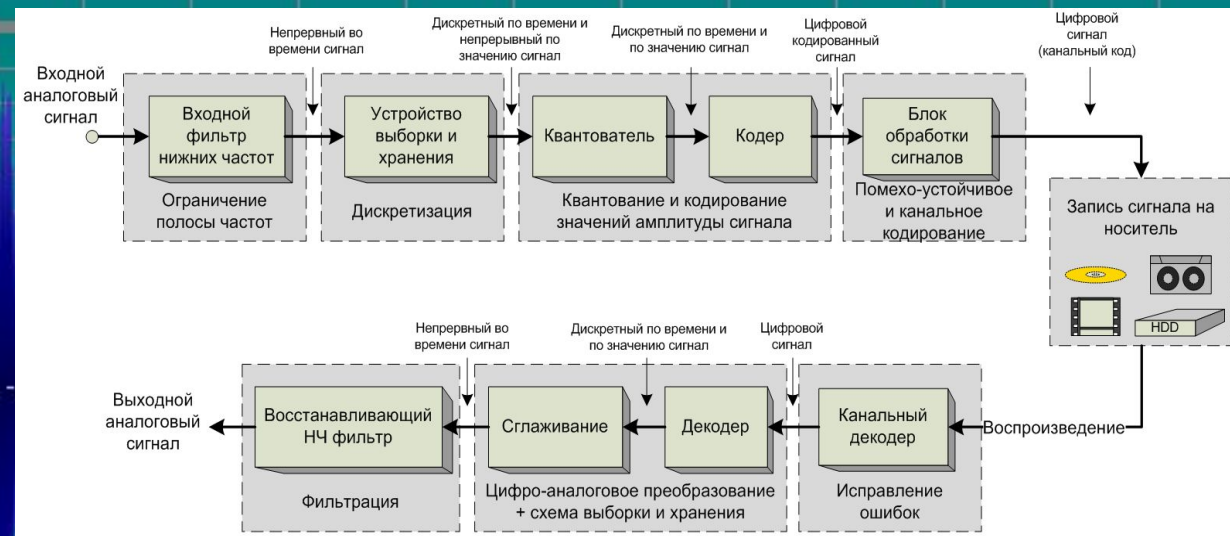 Входной
аналоговый
сигнал
Непрервный во
времени сигнал
Дискретный по времени и
непрерывный по
значению сигнал
Дискретный по времени и
по значению сигнал
Цифровой
кодированный
сигнал
Цифровой
сигнал
(канальный код)
Входной
фильтр
нижних частот
Ограничение
полосы частот
Устройство
выборки и
хранения
Дискретизация
Квантователь
Кодер
Квантование и кодирование
значений амплитуды сигнала
Блок
обработки
сигналов
Помехо-устойчивое
и канальное
кодирование
Запись сигнала на
носитель
HDD
Воспроизведение
Канальный
декодер
Исправление
ошибок
Цифровой
сигнал
Декодер
Дискретный по времени и
по значению сигнал
Сглаживание
Цифро-аналоговое преобразование
+ схема выборки и хранения
Непрервный во
времени сигнал
Восстанавливающий
НЧ фильтр
Фильтрация
Выходной
аналоговый
сигнал